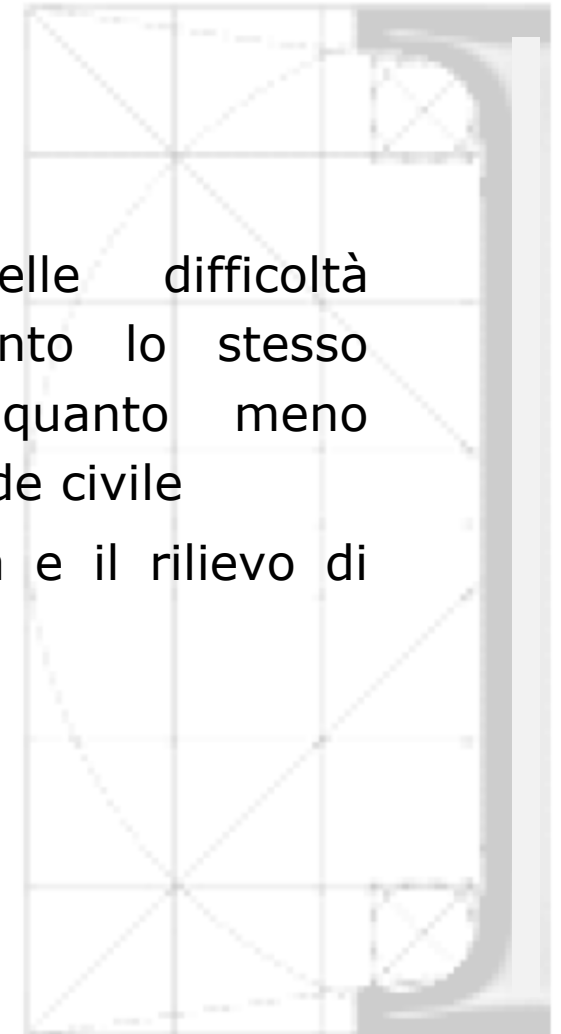 elle difficoltà
nto lo stesso
quanto meno
de civile
e il rilievo di